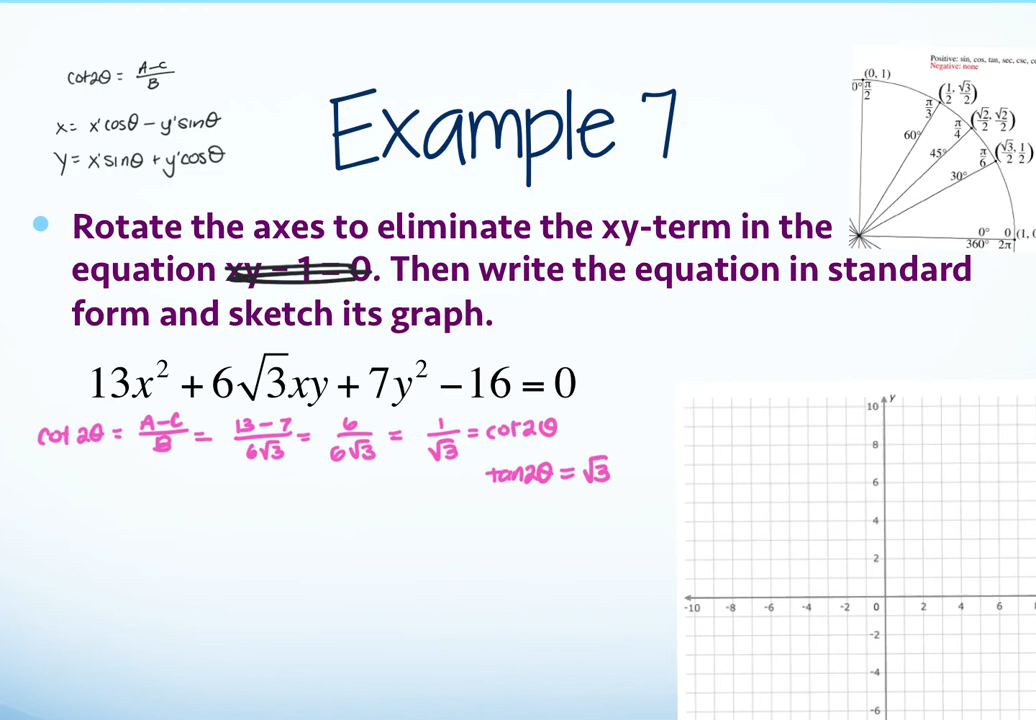 cot2θ = A-C/B
x = x'cosθ - y'sinθ
y = x'sinθ + y'cosθ
Example 7
Positive: sin, cos, tan, sec, csc,
Negative: none
(0, 1)
0° π/2
π/3 (1/2, √3/2)
60°
π/4 (√2/2, √2/2)
45°
π/6 (√3/2, 1/2)
30°
0° 0 (1,
360° 2π
Rotate the axes to eliminate the xy-term in the
equation xy - 1 = 0. Then write the equation in standard
form and sketch its graph.
13x² + 6√3xy + 7y² - 16 = 0
cot 2θ = A-C/B = 13-7/6√3 = 6/6√3 = 1/√3 = cot2θ
tan2θ = √3
y
10
8
6
4
2
-10 -8 -6 -4 -2 0 2 4 6
-2
-4
-6